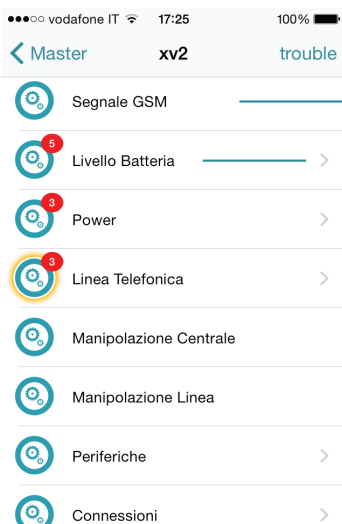 vodafone IT 17:25 100%
Master xv2 trouble
Segnale GSM
5
Livello Batteria
3
Power
3
Linea Telefonica
Manipolazione Centrale
Manipolazione Linea
Periferiche
Connessioni